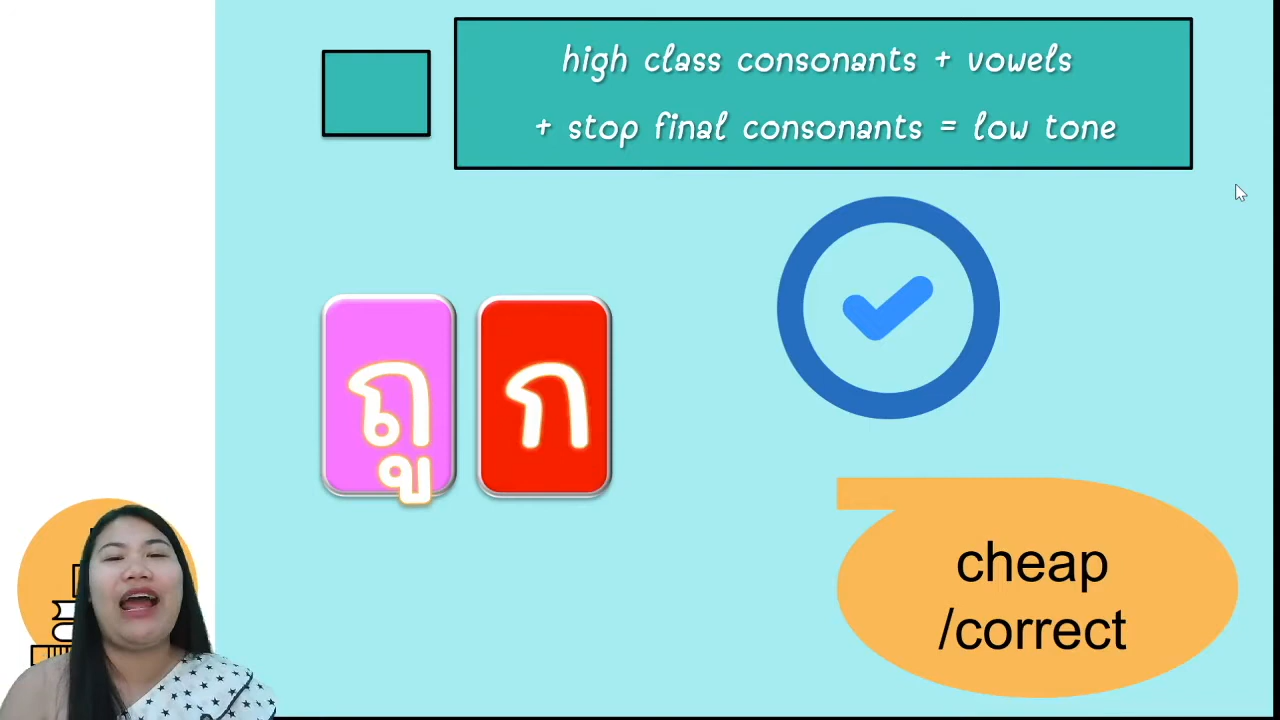 high class consonants + vowels
+ stop final consonants = low tone
ถู ก
cheap
/correct